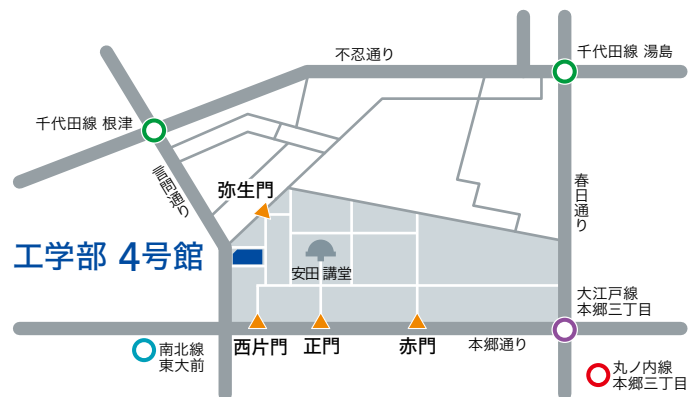 不忍通り
千代田線 湯島
千代田線 根津
言問通り
弥生門
春日通り
工学部 4号館
安田 講堂
大江戸線
本郷三丁目
南北線
東大前
西片門
正門
赤門
本郷通り
丸ノ内線
本郷三丁目